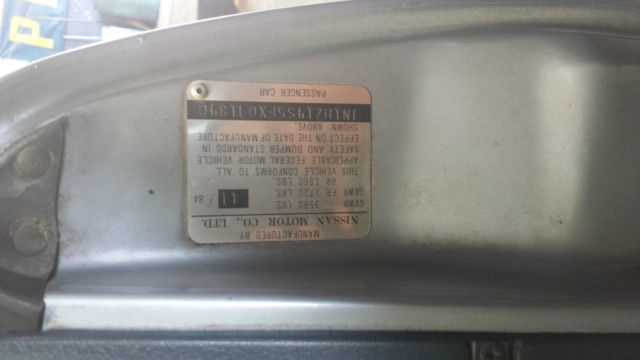 MANUFACTURED BY
NISSAN MOTOR CO., LTD.
GVWR 3580 LBS.
GAWR FR. 1720 LBS. 11 / 84
RR 1860 LBS.
THIS VEHICLE CONFORMS TO ALL
APPLICABLE FEDERAL MOTOR VEHICLE
SAFETY AND BUMPER STANDARDS IN
EFFECT ON THE DATE OF MANUFACTURE
SHOWN ABOVE.
PASSENGER CAR